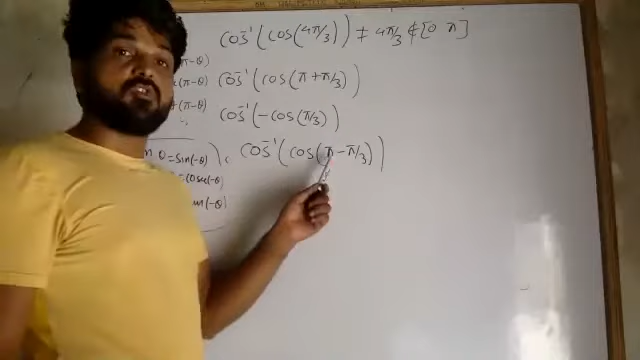 cos⁻¹(cos(4π/3)) ≠ 4π/3 ∉ [0 π]
(π-θ)
cos⁻¹(cos(π+π/3))
(π-θ)
cos⁻¹(-cos(π/3))
(π-θ)
cos⁻¹(cos(π-π/3))
θ = sin(-θ)
(-θ)
(-θ)